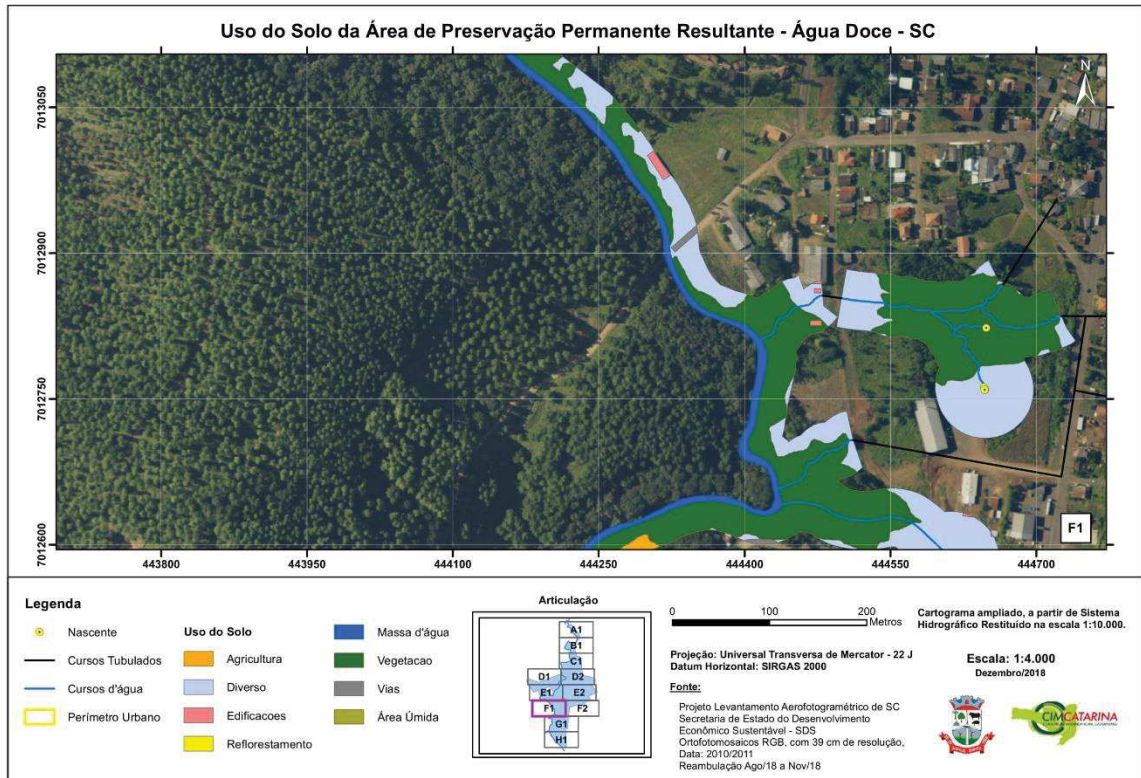 Uso do Solo da Área de Preservação Permanente Resultante - Água Doce - SC
N
7013050
7012900
7012750
7012600
F1
443800
443950
444100
444250
444400
444550
444700
Legenda
Nascente
Cursos Tubulados
Cursos d'água
Perímetro Urbano
Uso do Solo
Agricultura
Diverso
Edificacoes
Reflorestamento
Massa d'água
Vegetacao
Vias
Área Úmida
Articulação
A1
B1
C1
D1
D2
E1
E2
F1
F2
G1
H1
0 100 200
Metros
Projeção: Universal Transversa de Mercator - 22 J
Datum Horizontal: SIRGAS 2000
Fonte:
Projeto Levantamento Aerofotogramétrico de SC
Secretaria de Estado do Desenvolvimento
Econômico Sustentável - SDS
Ortofotomosaicos RGB, com 39 cm de resolução,
Data: 2010/2011
Reambulação Ago/18 a Nov/18
Cartograma ampliado, a partir de Sistema
Hidrográfico Restituído na escala 1:10.000.
Escala: 1:4.000
Dezembro/2018
CIMCATARINA